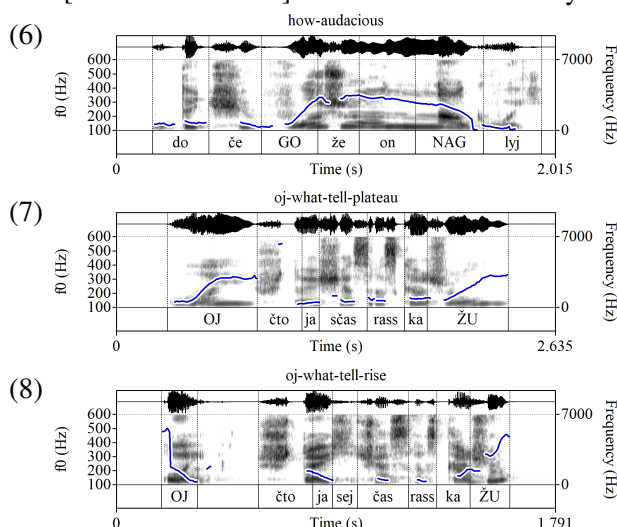 (6)
how-audacious
600
500
400
300
200
100
f0 (Hz)
7000
0
Frequency (Hz)
do če GO že on NAG lyj
0 Time (s) 2.015
(7)
oj-what-tell-plateau
600
500
400
300
200
100
f0 (Hz)
7000
0
Frequency (Hz)
OJ čto ja sčas rass ka ŽU
0 Time (s) 2.635
(8)
oj-what-tell-rise
600
500
400
300
200
100
f0 (Hz)
7000
0
Frequency (Hz)
OJ čto ja sej čas rass ka ŽU
0 Time (s) 1.791